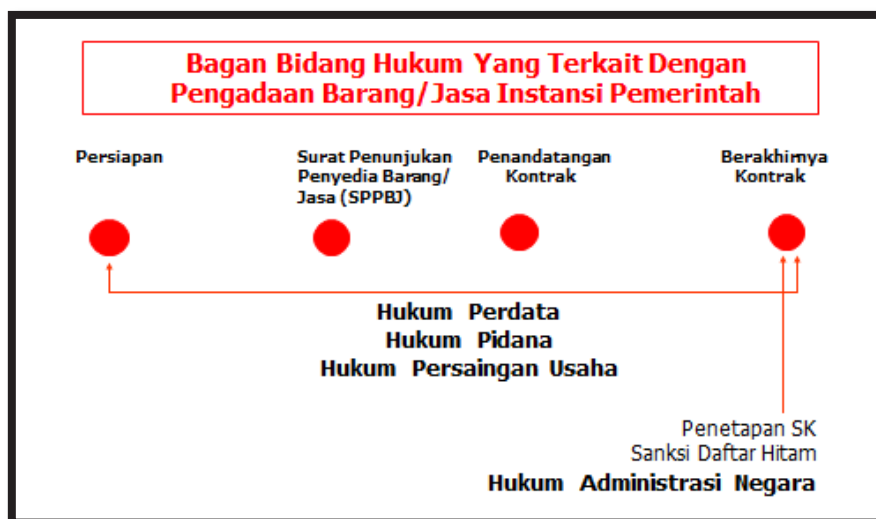 Bagan Bidang Hukum Yang Terkait Dengan
Pengadaan Barang/Jasa Instansi Pemerintah
Persiapan
Surat Penunjukan
Penyedia Barang/
Jasa (SPPBJ)
Penandatangan
Kontrak
Berakhirnya
Kontrak
Hukum Perdata
Hukum Pidana
Hukum Persaingan Usaha
Penetapan SK
Sanksi Daftar Hitam
Hukum Administrasi Negara